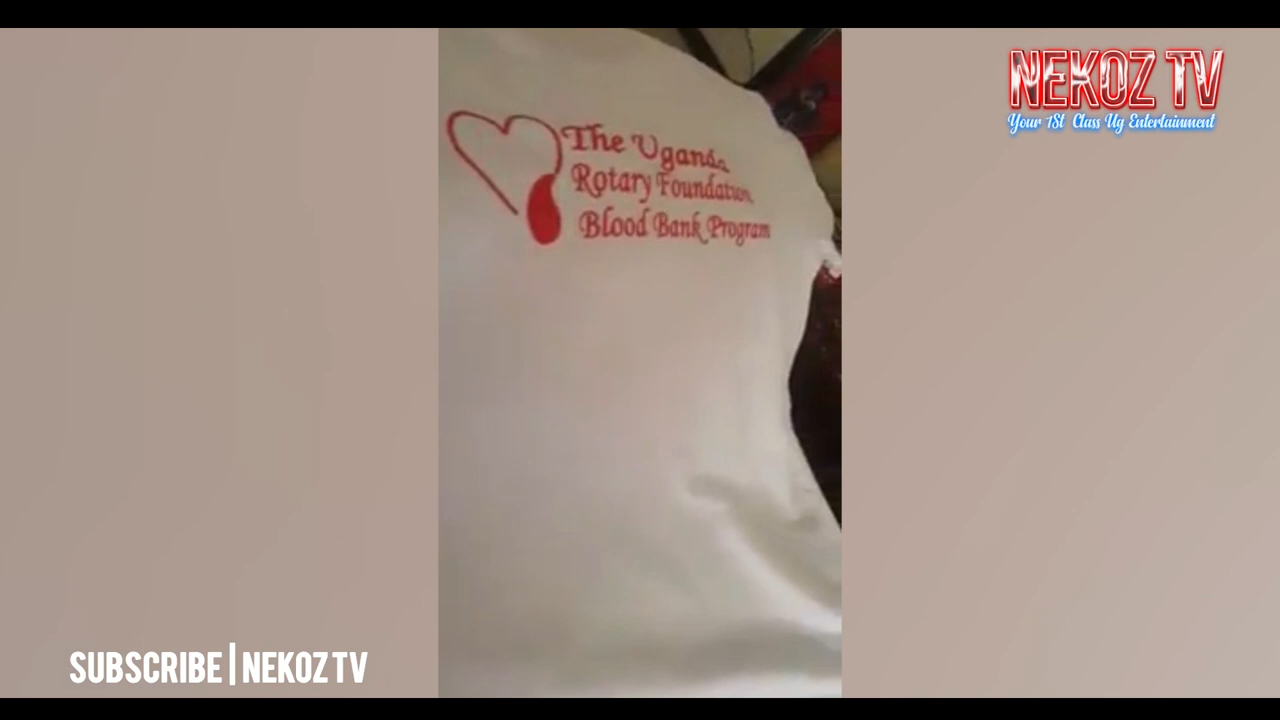 NEKOZ TV
Your 1St Class Ug Entertainment
The Uganda
Rotary Foundation
Blood Bank Program
SUBSCRIBE | NEKOZ TV